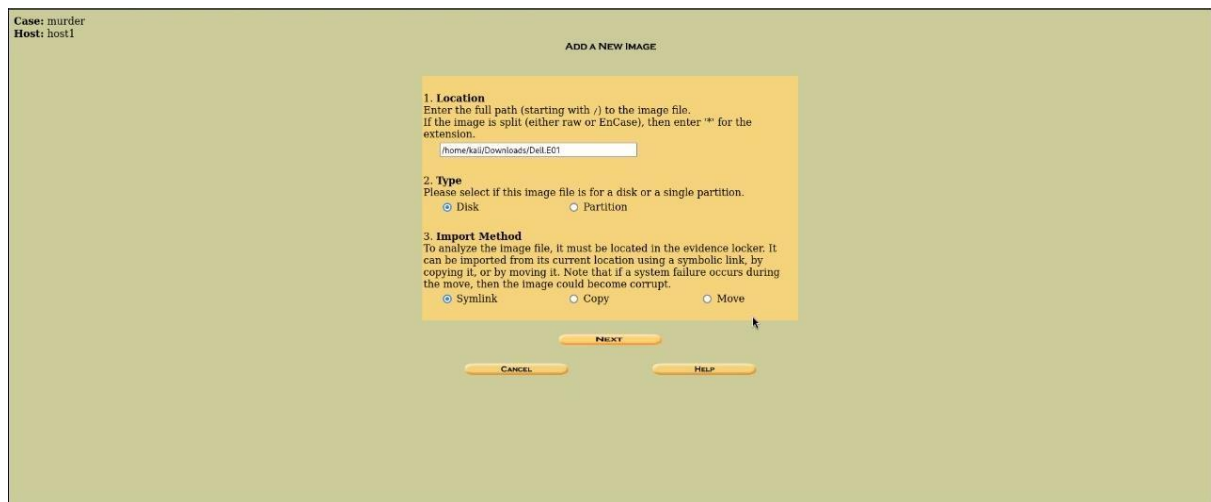 Case: murder
Host: host1
ADD A NEW IMAGE
1. Location
Enter the full path (starting with /) to the image file.
If the image is split (either raw or EnCase), then enter '*' for the
extension.
/home/kali/Downloads/Dell.E01
2. Type
Please select if this image file is for a disk or a single partition.
Disk Partition
3. Import Method
To analyze the image file, it must be located in the evidence locker. It
can be imported from its current location using a symbolic link, by
copying it, or by moving it. Note that if a system failure occurs during
the move, then the image could become corrupt.
Symlink Copy Move
NEXT
CANCEL HELP